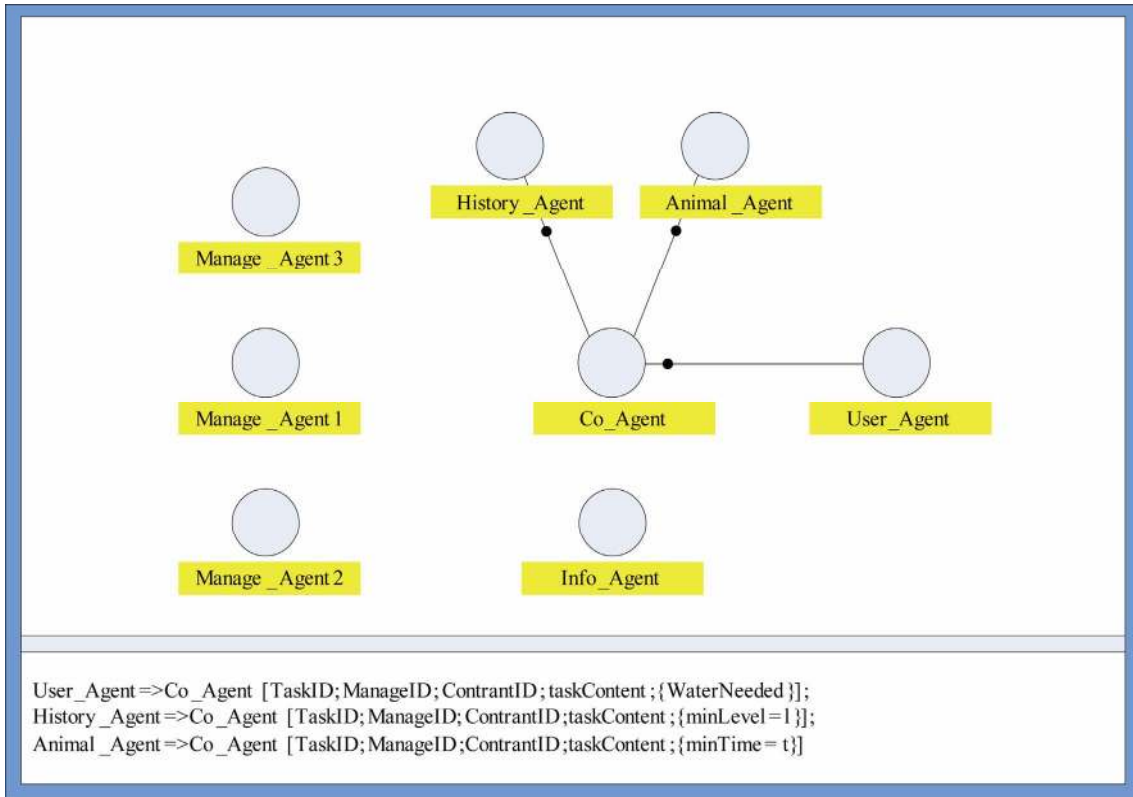 History _Agent
Animal _Agent
Manage _Agent 3
Manage _Agent 1
Co_Agent
User_Agent
Manage _Agent 2
Info_Agent
User_Agent=>Co_Agent [TaskID;ManageID;ContrantID;taskContent;{WaterNeeded}];
History _Agent=>Co_Agent [TaskID;ManageID;ContrantID;taskContent;{minLevel=l}];
Animal _Agent=>Co_Agent [TaskID;ManageID;ContrantID;taskContent;{minTime= t}]